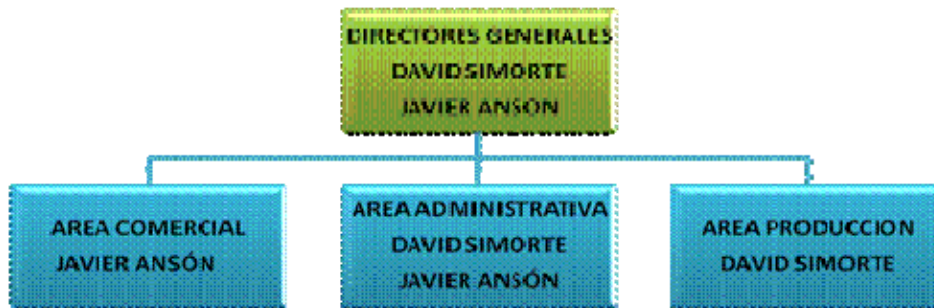 DIRECTORES GENERALES
DAVID SIMORTE
JAVIER ANSÓN
AREA COMERCIAL
JAVIER ANSÓN
AREA ADMINISTRATIVA
DAVID SIMORTE
JAVIER ANSÓN
AREA PRODUCCION
DAVID SIMORTE